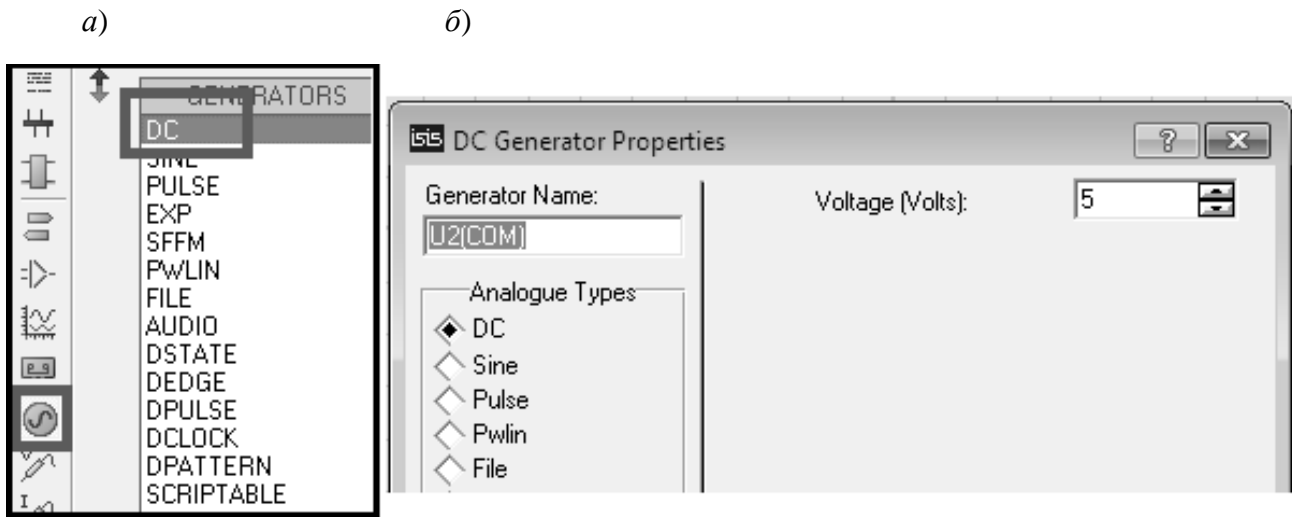 а) б)
GENERATORS
DC
SINE
PULSE
EXP
SFFM
PWLIN
FILE
AUDIO
DSTATE
DEDGE
DPULSE
DCLOCK
DPATTERN
SCRIPTABLE
V
I
isis DC Generator Properties
?
Generator Name:
U2(COM)
Analogue Types
DC
Sine
Pulse
Pwlin
File
Voltage (Volts): 5